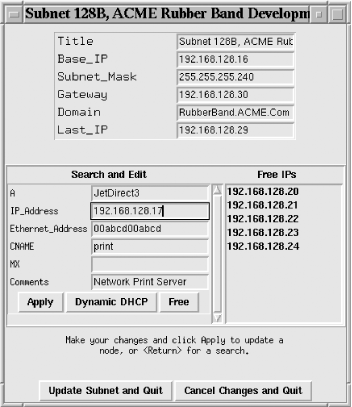 Subnet 128B, ACME Rubber Band Developm
Title Subnet 128B, ACME Rub
Base_IP 192.168.128.16
Subnet_Mask 255.255.255.240
Gateway 192.168.128.30
Domain RubberBand.ACME.Com
Last_IP 192.168.128.29
Search and Edit
A JetDirect3
IP_Address 192.168.128.17
Ethernet_Address 00abcd00abcd
CNAME print
MX
Comments Network Print Server
Apply Dynamic DHCP Free
Free IPs
192.168.128.20
192.168.128.21
192.168.128.22
192.168.128.23
192.168.128.24
Make your changes and click Apply to update a
node, or <Return> for a search.
Update Subnet and Quit Cancel Changes and Quit